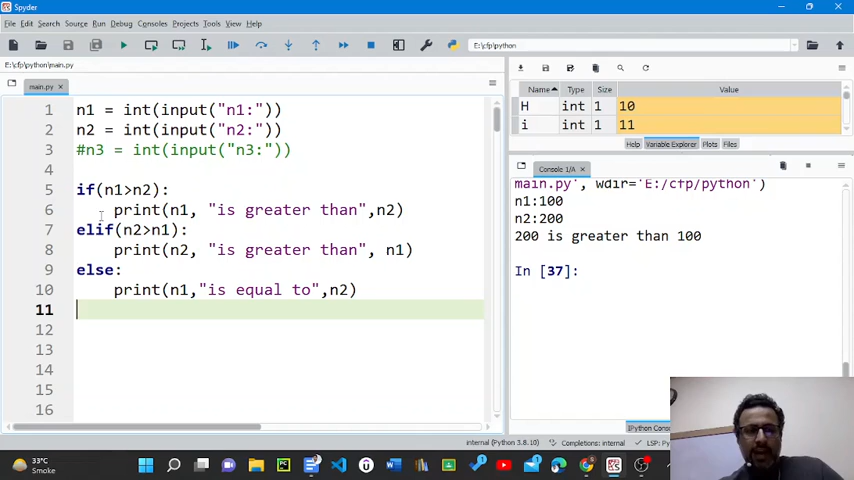 Spyder
File Edit Search Source Run Debug Consoles Projects Tools View Help
E:\cfp\python
E:\cfp\python\main.py
main.py
1 n1 = int(input("n1:"))
2 n2 = int(input("n2:"))
3 #n3 = int(input("n3:"))
4
5 if(n1>n2):
6 print(n1, "is greater than",n2)
7 elif(n2>n1):
8 print(n2, "is greater than", n1)
9 else:
10 print(n1,"is equal to",n2)
11
12
13
14
15
16
Name Type Size Value
H int 1 10
i int 1 11
Help Variable Explorer Plots Files
Console 1/A
main.py', wdir='E:/cfp/python')
n1:100
n2:200
200 is greater than 100
In [37]:
IPython Cons
internal (Python 3.8.10) Completions: internal LSP:
33°C
Smoke